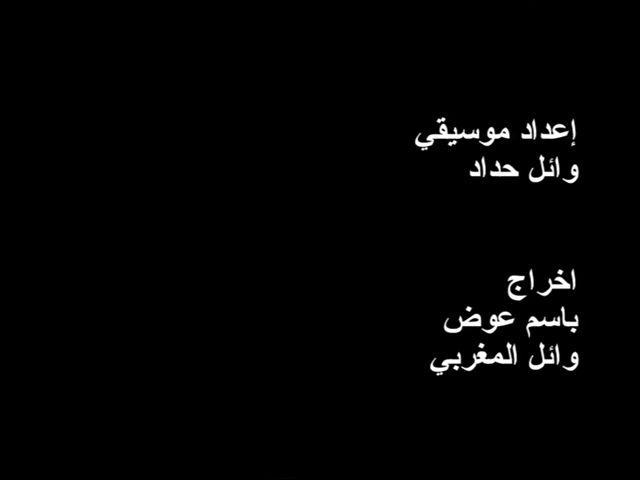 إعداد موسيقي
وائل حداد
اخراج
باسم عوض
وائل المغربي